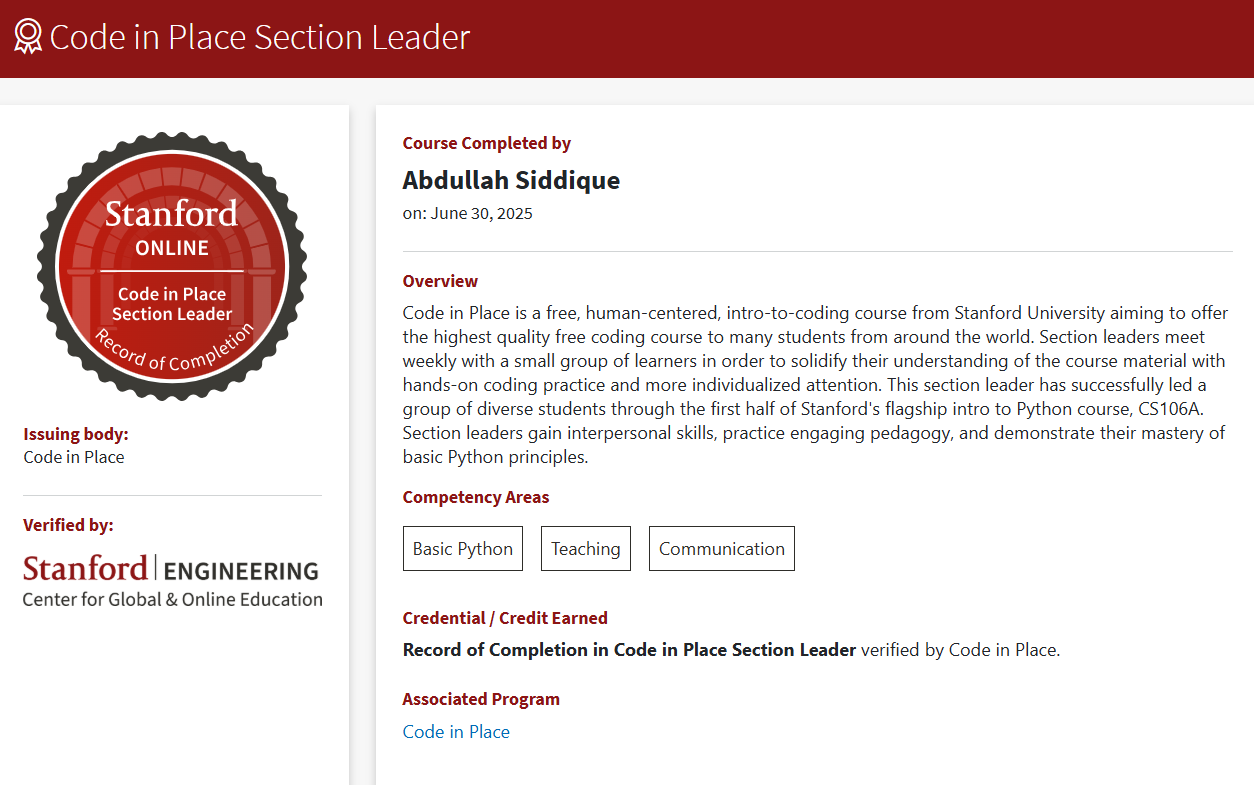 Code in Place Section Leader
Stanford
ONLINE
Code in Place
Section Leader
Record of Completion
Issuing body:
Code in Place
Verified by:
Stanford | ENGINEERING
Center for Global & Online Education
Course Completed by
Abdullah Siddique
on: June 30, 2025
Overview
Code in Place is a free, human-centered, intro-to-coding course from Stanford University aiming to offer
the highest quality free coding course to many students from around the world. Section leaders meet
weekly with a small group of learners in order to solidify their understanding of the course material with
hands-on coding practice and more individualized attention. This section leader has successfully led a
group of diverse students through the first half of Stanford's flagship intro to Python course, CS106A.
Section leaders gain interpersonal skills, practice engaging pedagogy, and demonstrate their mastery of
basic Python principles.
Competency Areas
Basic Python Teaching Communication
Credential / Credit Earned
Record of Completion in Code in Place Section Leader verified by Code in Place.
Associated Program
Code in Place